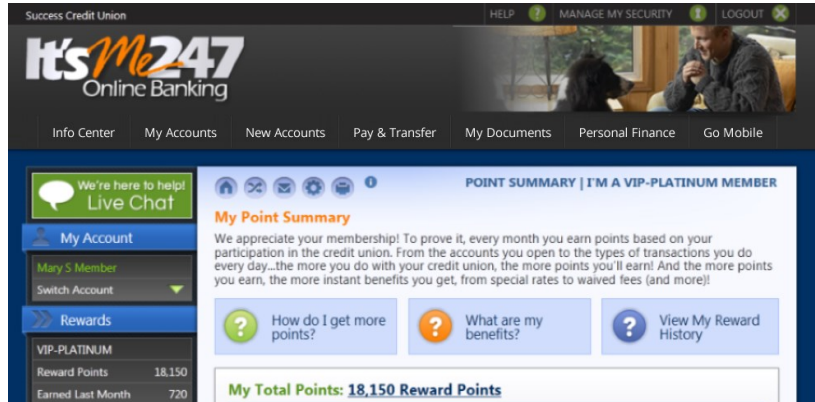 Success Credit Union
HELP
MANAGE MY SECURITY
LOGOUT
It's Me 247
Online Banking
Info Center
My Accounts
New Accounts
Pay & Transfer
My Documents
Personal Finance
Go Mobile
We're here to help!
Live Chat
My Account
Mary S Member
Switch Account
Rewards
VIP-PLATINUM
Reward Points 18,150
Earned Last Month 720
POINT SUMMARY | I'M A VIP-PLATINUM MEMBER
My Point Summary
We appreciate your membership! To prove it, every month you earn points based on your
participation in the credit union. From the accounts you open to the types of transactions you do
every day...the more you do with your credit union, the more points you'll earn! And the more points
you earn, the more instant benefits you get, from special rates to waived fees (and more)!
How do I get more
points?
What are my
benefits?
View My Reward
History
My Total Points: 18,150 Reward Points